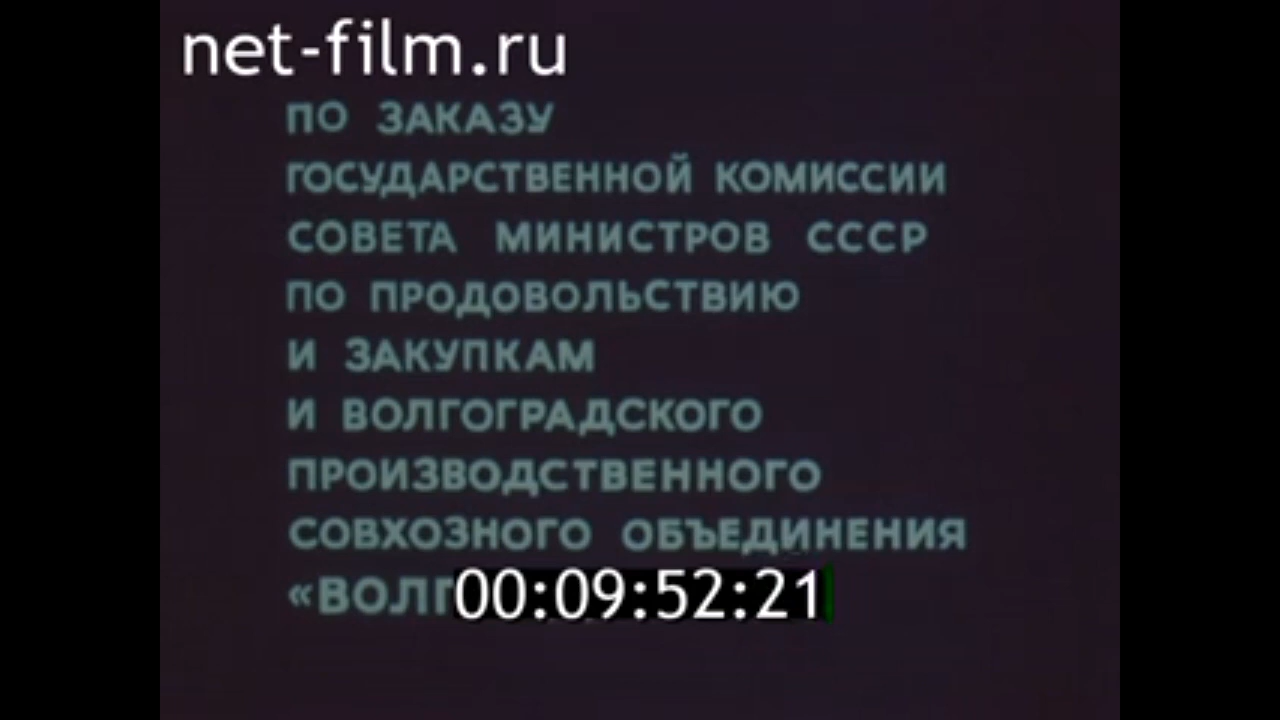 net-film.ru
ПО ЗАКАЗУ
ГОСУДАРСТВЕННОЙ КОМИССИИ
СОВЕТА МИНИСТРОВ СССР
ПО ПРОДОВОЛЬСТВИЮ
И ЗАКУПКАМ
И ВОЛГОГРАДСКОГО
ПРОИЗВОДСТВЕННОГО
СОВХОЗНОГО ОБЪЕДИНЕНИЯ
00:09:52:21